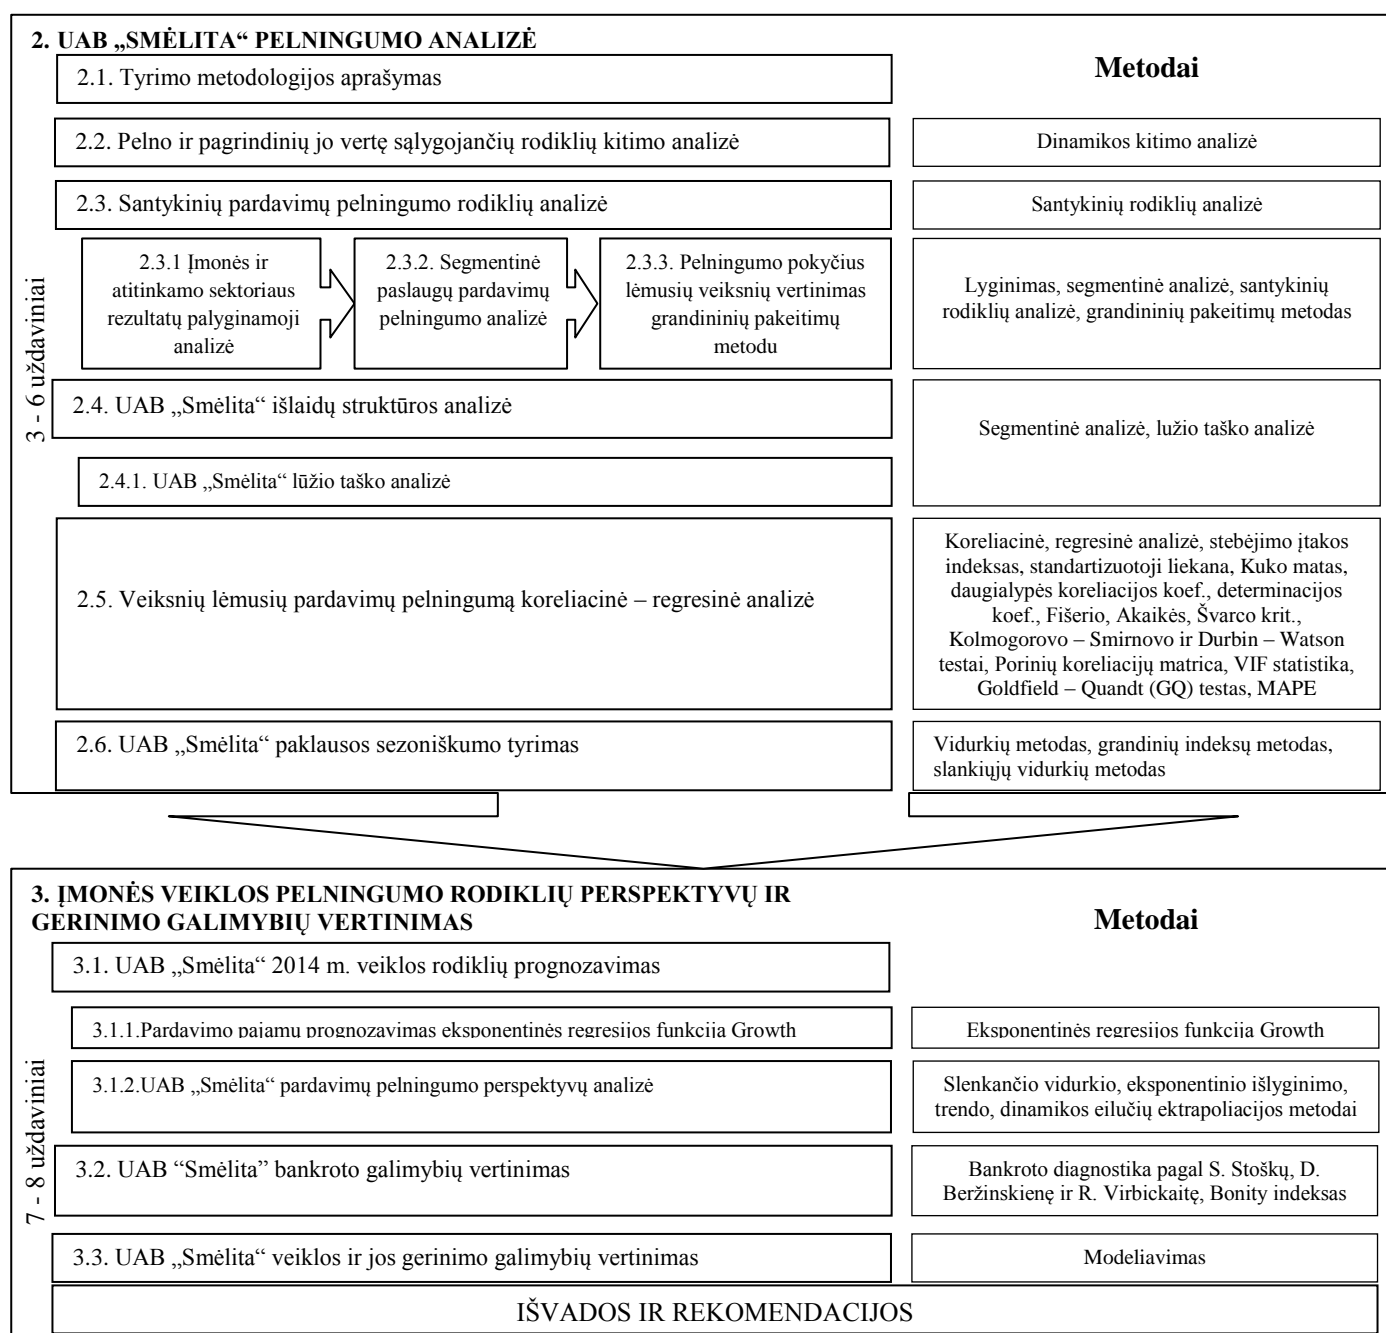 2. UAB „SMĖLITA“ PELNINGUMO ANALIZĖ
Metodai
2.1. Tyrimo metodologijos aprašymas
2.2. Pelno ir pagrindinių jo vertę sąlygojančių rodiklių kitimo analizė
Dinamikos kitimo analizė
2.3. Santykinių pardavimų pelningumo rodiklių analizė
Santykinių rodiklių analizė
3 - 6 uždaviniai
2.3.1 Įmonės ir
atitinkamo sektoriaus
rezultatų palyginamoji
analizė
2.3.2. Segmentinė
paslaugų pardavimų
pelningumo analizė
2.3.3. Pelningumo pokyčius
lėmusių veiksnių vertinimas
grandininių pakeitimų
metodu
Lyginimas, segmentinė analizė, santykinių
rodiklių analizė, grandininių pakeitimų metodas
2.4. UAB „Smėlita“ išlaidų struktūros analizė
Segmentinė analizė, lužio taško analizė
2.4.1. UAB „Smėlita“ lūžio taško analizė
2.5. Veiksnių lėmusių pardavimų pelningumą koreliacinė – regresinė analizė
Koreliacinė, regresinė analizė, stebėjimo įtakos
indeksas, standartizuotoji liekana, Kuko matas,
daugialypės koreliacijos koef., determinacijos
koef., Fišerio, Akaikės, Švarco krit.,
Kolmogorovo – Smirnovo ir Durbin – Watson
testai, Porinių koreliacijų matrica, VIF statistika,
Goldfield – Quandt (GQ) testas, MAPE
2.6. UAB „Smėlita“ paklausos sezoniškumo tyrimas
Vidurkių metodas, grandinių indeksų metodas,
slankiųjų vidurkių metodas
3. ĮMONĖS VEIKLOS PELNINGUMO RODIKLIŲ PERSPEKTYVŲ IR
GERINIMO GALIMYBIŲ VERTINIMAS
Metodai
3.1. UAB „Smėlita“ 2014 m. veiklos rodiklių prognozavimas
3.1.1.Pardavimo pajamų prognozavimas eksponentinės regresijos funkcija Growth
Eksponentinės regresijos funkcija Growth
7 - 8 uždaviniai
3.1.2.UAB „Smėlita“ pardavimų pelningumo perspektyvų analizė
Slenkančio vidurkio, eksponentinio išlyginimo,
trendo, dinamikos eilučių ektrapoliacijos metodai
3.2. UAB “Smėlita” bankroto galimybių vertinimas
Bankroto diagnostika pagal S. Stoškų, D.
Beržinskienę ir R. Virbickaitę, Bonity indeksas
3.3. UAB „Smėlita“ veiklos ir jos gerinimo galimybių vertinimas
Modeliavimas
IŠVADOS IR REKOMENDACIJOS